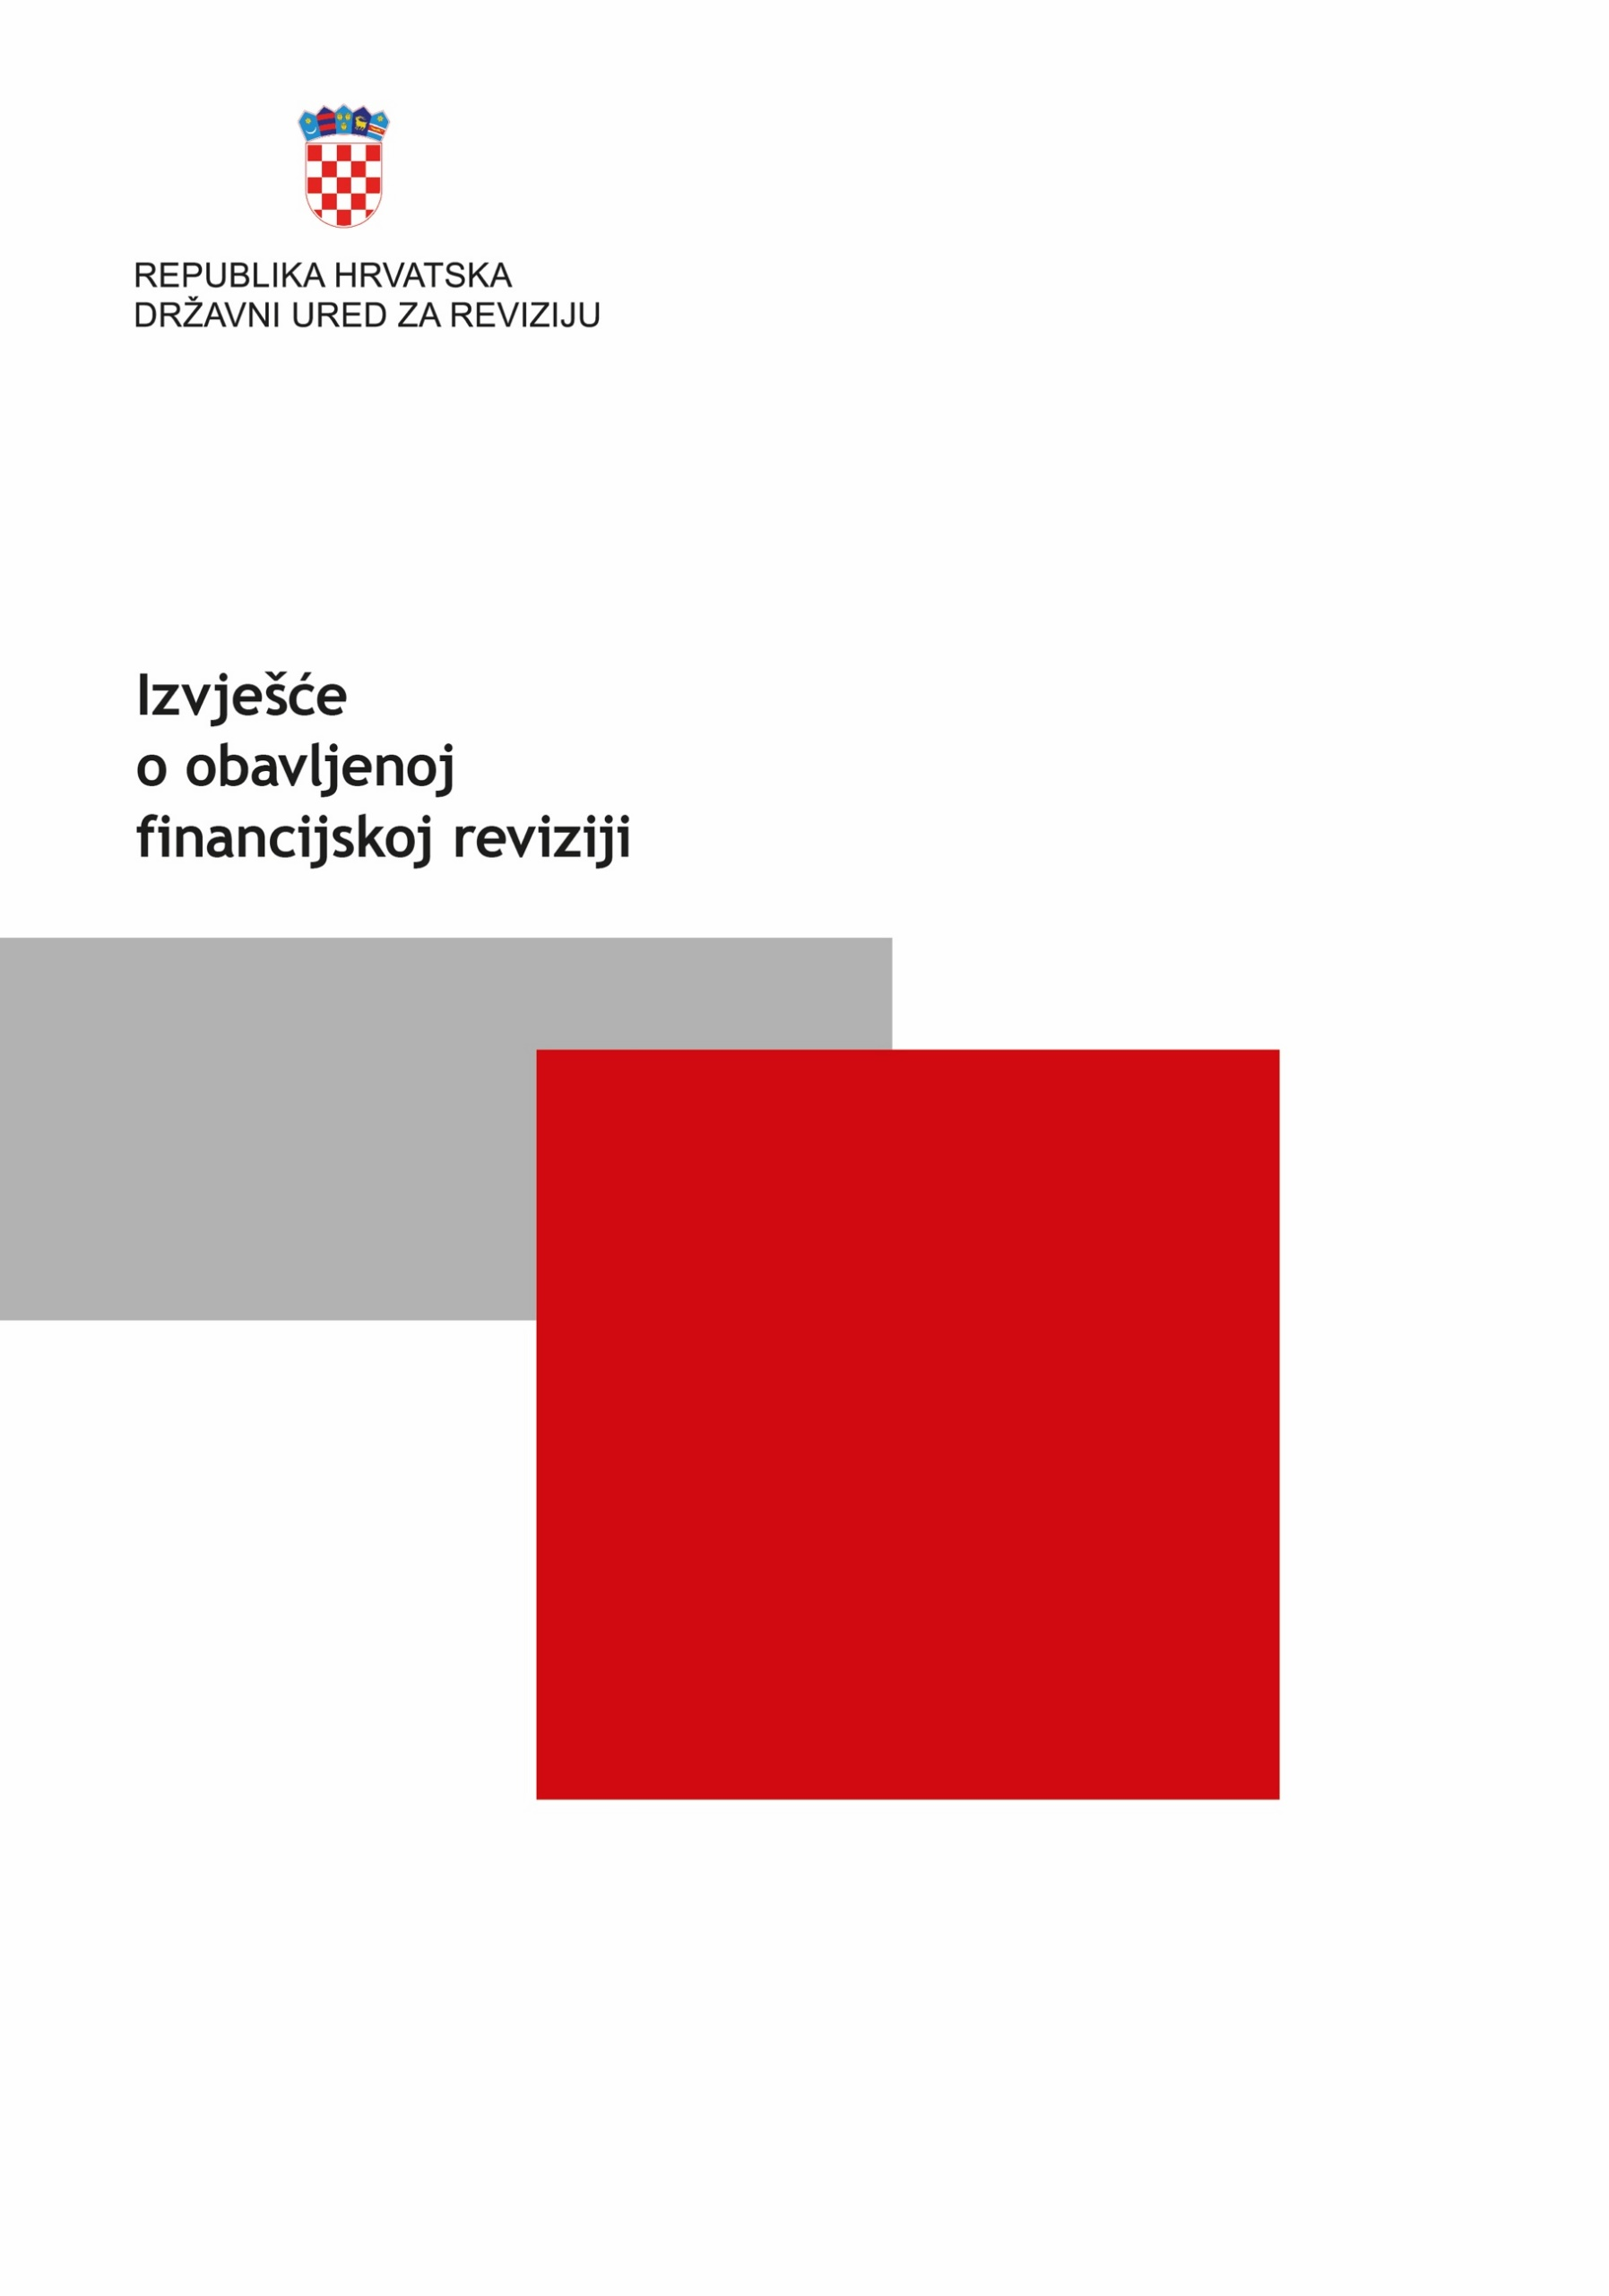 REPUBLIKA HRVATSKA
DRŽAVNI URED ZA REVIZIJU
Izvješće
o obavljenoj
financijskoj reviziji